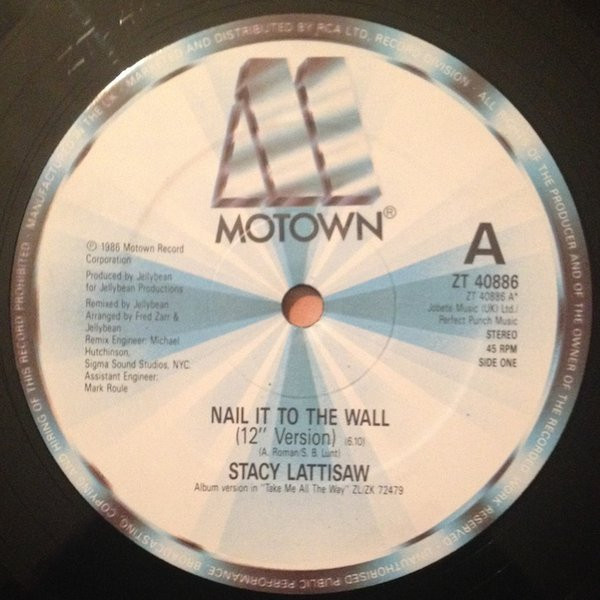 MANUFACTURED IN THE UK · MARKETED AND DISTRIBUTED BY RCA LTD., RECORD DIVISION · ALL RIGHTS OF THE PRODUCER AND OF THE OWNER OF THE RECORDED WORK RESERVED · UNAUTHORISED PUBLIC PERFORMANCE BROADCASTING COPYING AND HIRING OF THIS RECORD PROHIBITED
MOTOWN®
℗ 1986 Motown Record
Corporation
Produced by Jellybean
for Jellybean Productions
Remixed by Jellybean
Arranged by Fred Zarr &
Jellybean
Remix Engineer: Michael
Hutchinson,
Sigma Sound Studios, NYC.
Assistant Engineer:
Mark Roule
A
ZT 40886
ZT 40886 A*
Jobete Music (UK) Ltd./
Perfect Punch Music
STEREO
45 RPM
SIDE ONE
NAIL IT TO THE WALL
(12" Version) (6.10)
(A. Roman/S. B. Lunt)
STACY LATTISAW
Album version in "Take Me All The Way" ZL/ZK 72479